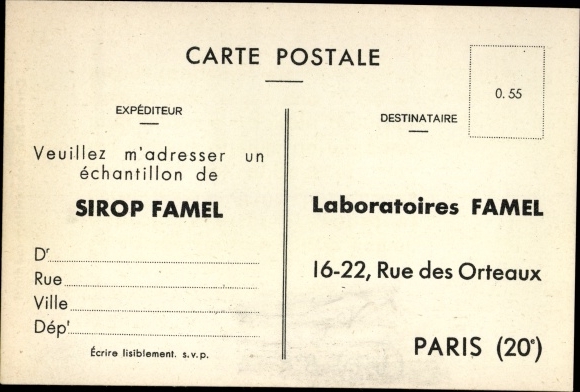 CARTE POSTALE
0.55
EXPÉDITEUR
Veuillez m'adresser un
échantillon de
SIROP FAMEL
Dr
Rue
Ville
Dépt
Écrire lisiblement. s.v.p.
DESTINATAIRE
Laboratoires FAMEL
16-22, Rue des Orteaux
PARIS (20e)